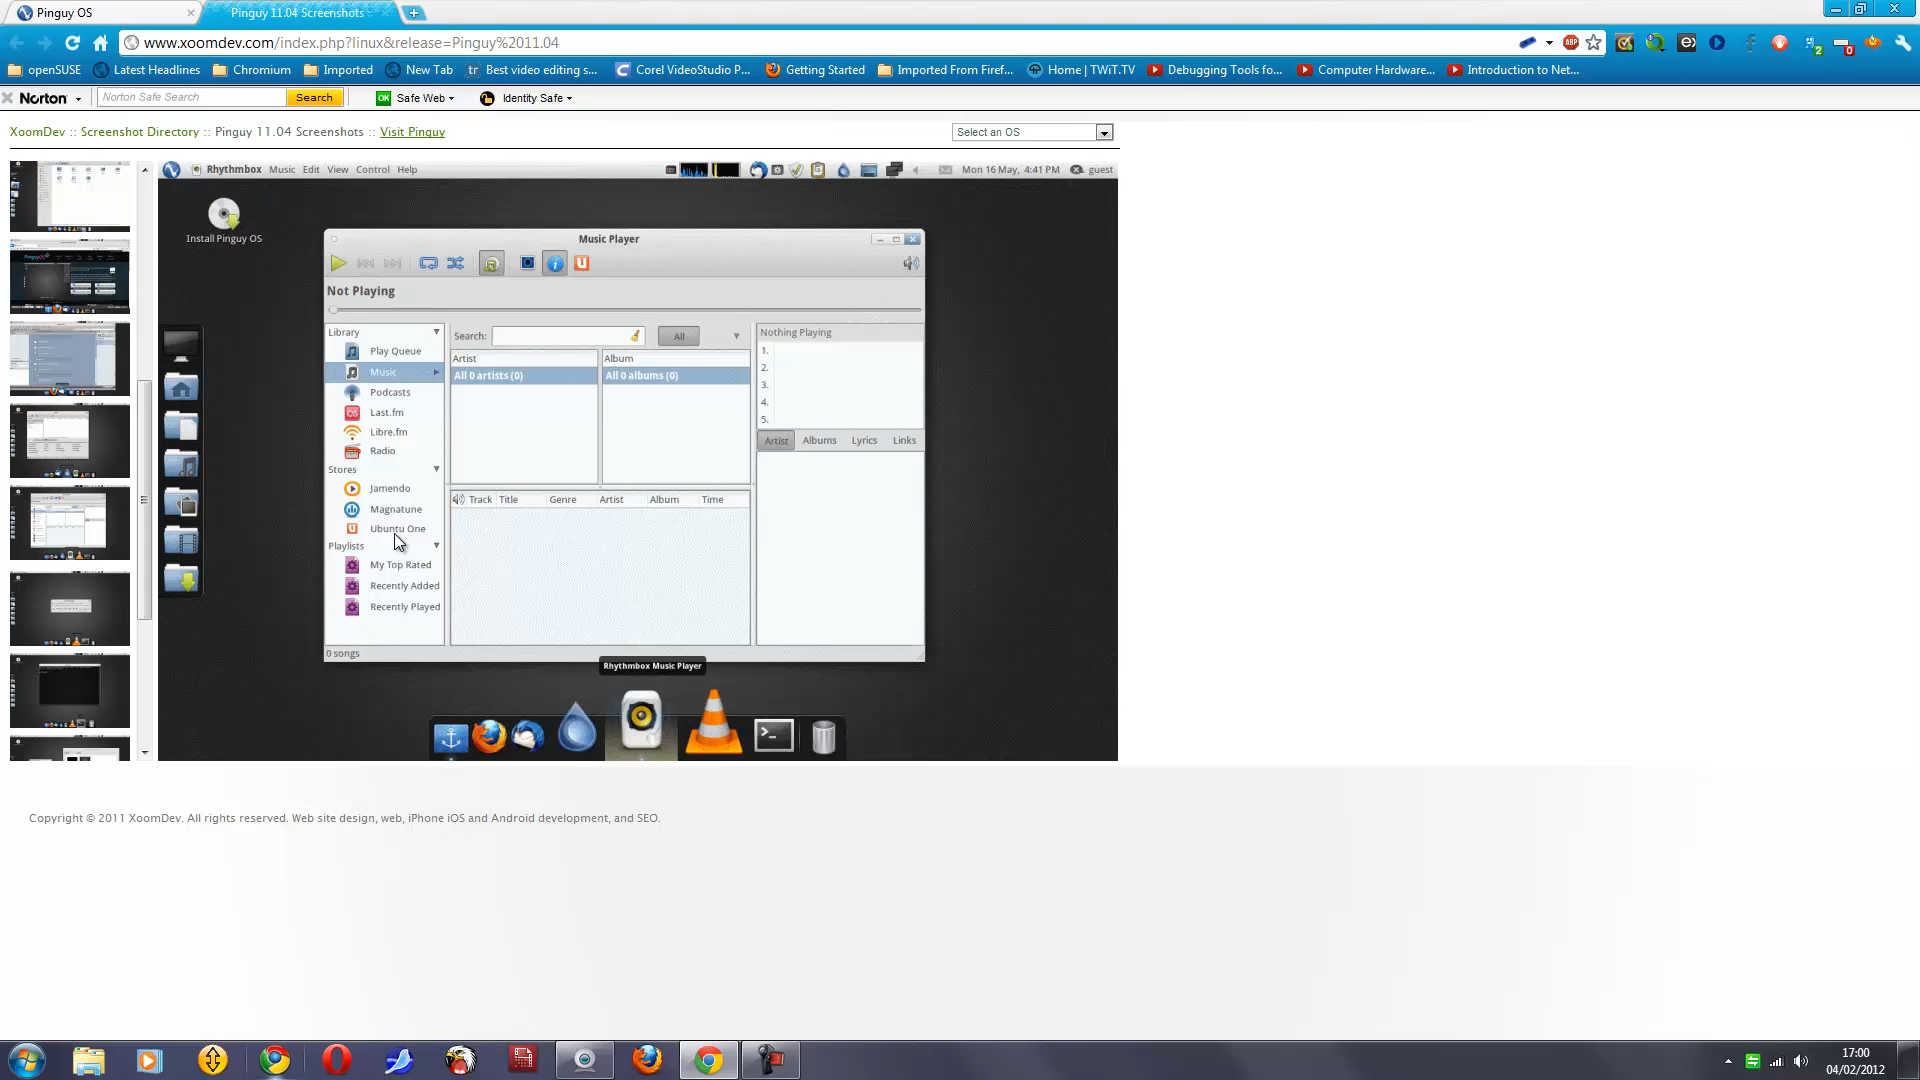 Pinguy OS
Pinguy 11.04 Screenshots
www.xoomdev.com/index.php?linux&release=Pinguy%2011.04
openSUSE
Latest Headlines
Chromium
Imported
New Tab
Best video editing s...
Corel VideoStudio P...
Getting Started
Imported From Firef...
Home | TWiT.TV
Debugging Tools fo...
Computer Hardware...
Introduction to Net...
Norton
Norton Safe Search
Search
OK
Safe Web
Identity Safe
XoomDev :: Screenshot Directory :: Pinguy 11.04 Screenshots :: Visit Pinguy
Select an OS
Rhythmbox Music Edit View Control Help
Mon 16 May, 4:41 PM
guest
Install Pinguy OS
Music Player
Not Playing
Library
Play Queue
Music
Podcasts
Last.fm
Libre.fm
Radio
Stores
Jamendo
Magnatune
Ubuntu One
Playlists
My Top Rated
Recently Added
Recently Played
Search:
All
Artist
All 0 artists (0)
Album
All 0 albums (0)
Track Title Genre Artist Album Time
Nothing Playing
1.
2.
3.
4.
5.
Artist Albums Lyrics Links
0 songs
Rhythmbox Music Player
Copyright © 2011 XoomDev. All rights reserved. Web site design, web, iPhone iOS and Android development, and SEO.
17:00
04/02/2012